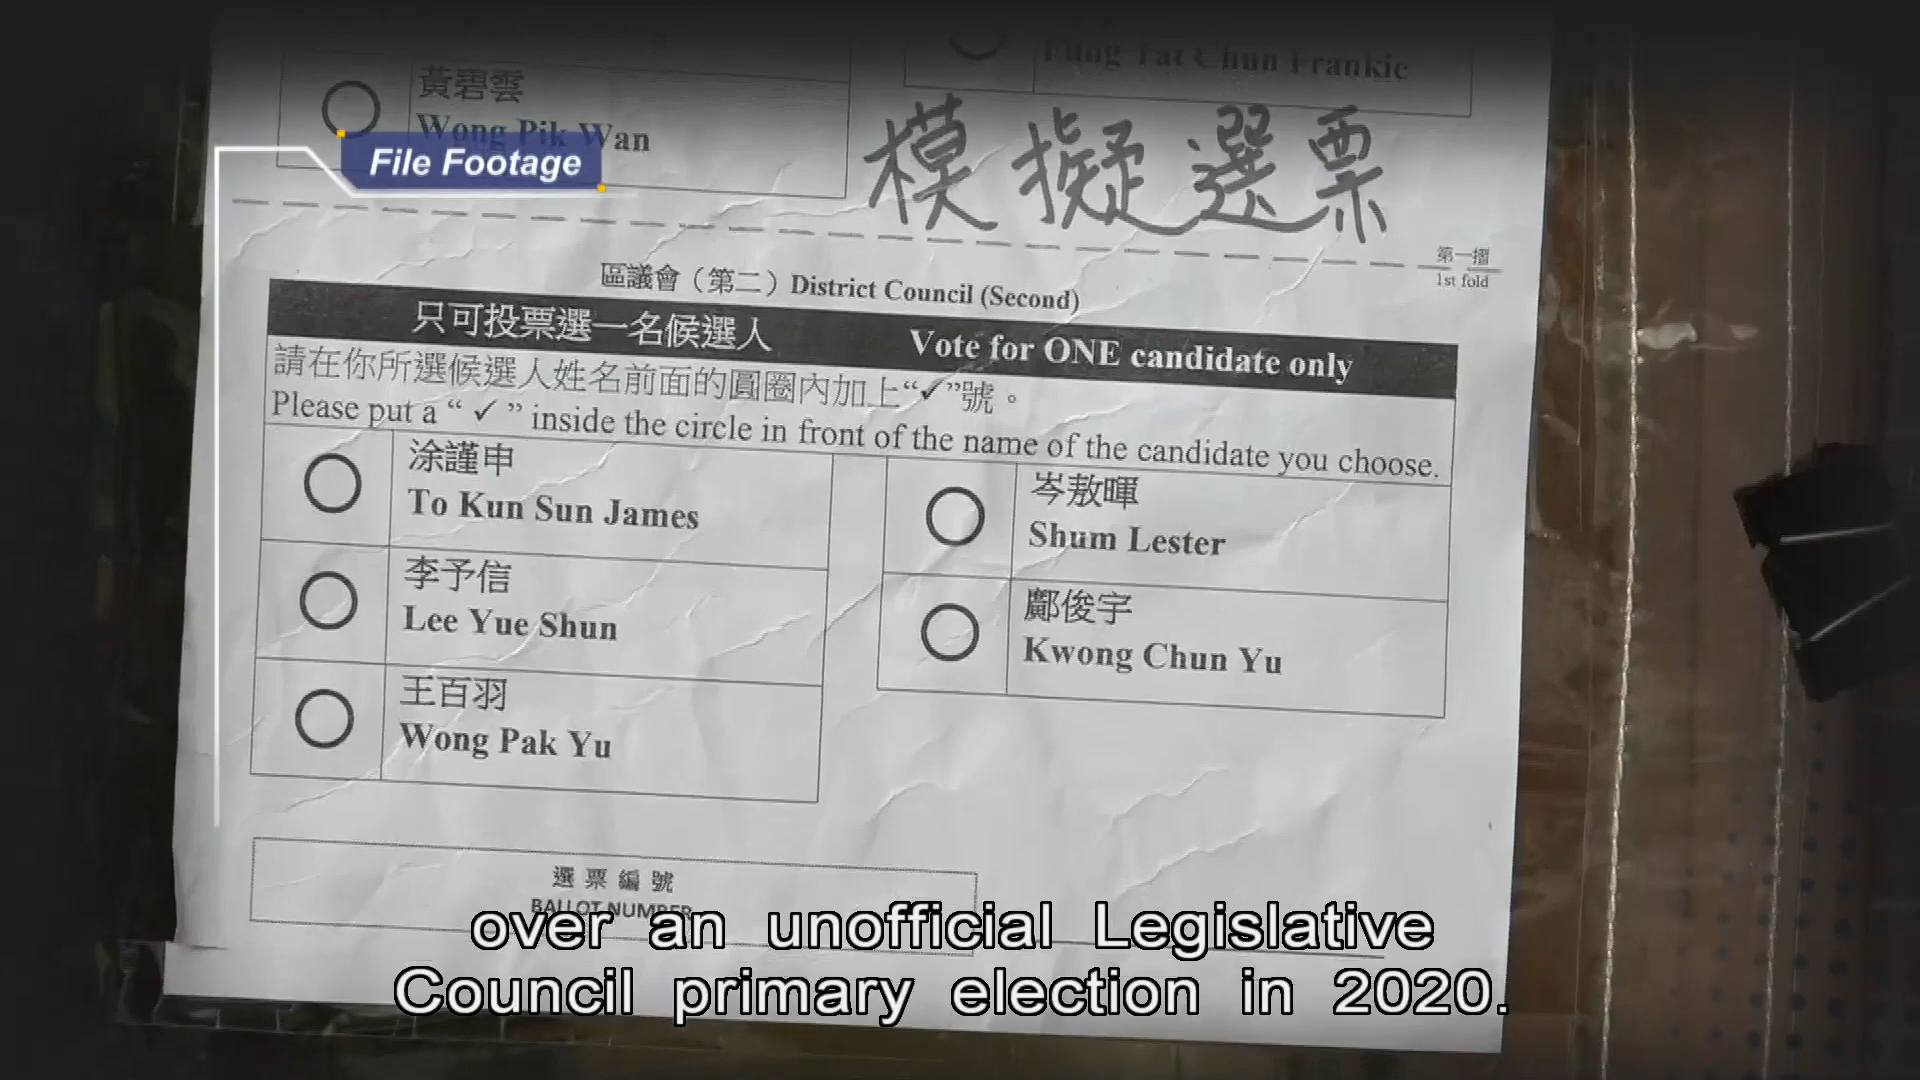 Fung Tat Chun Frankie
黃碧雲
Wong Pik Wan
File Footage
模擬選票
第一摺
1st fold
區議會（第二）District Council (Second)
只可投票選一名候選人 Vote for ONE candidate only
請在你所選候選人姓名前面的圓圈內加上“✓”號。
Please put a “ ✓ ” inside the circle in front of the name of the candidate you choose.
涂謹申
To Kun Sun James
李予信
Lee Yue Shun
王百羽
Wong Pak Yu
岑敖暉
Shum Lester
鄺俊宇
Kwong Chun Yu
選票編號
BALLOT NUMBER
over an unofficial Legislative
Council primary election in 2020.